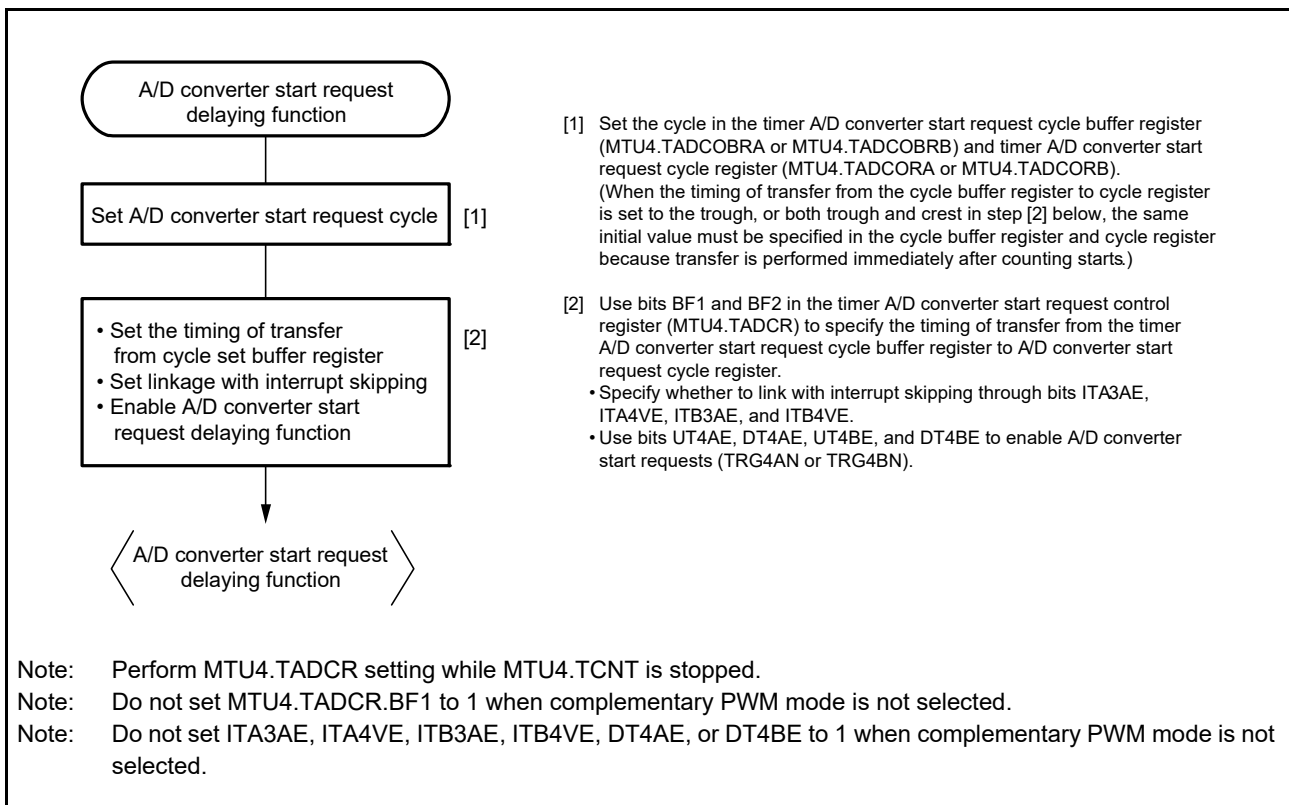 A/D converter start request
delaying function
Set A/D converter start request cycle
[1]
• Set the timing of transfer
from cycle set buffer register
• Set linkage with interrupt skipping
• Enable A/D converter start
request delaying function
[2]
A/D converter start request
delaying function
[1] Set the cycle in the timer A/D converter start request cycle buffer register
(MTU4.TADCOBRA or MTU4.TADCOBRB) and timer A/D converter start
request cycle register (MTU4.TADCORA or MTU4.TADCORB).
(When the timing of transfer from the cycle buffer register to cycle register
is set to the trough, or both trough and crest in step [2] below, the same
initial value must be specified in the cycle buffer register and cycle register
because transfer is performed immediately after counting starts.)
[2] Use bits BF1 and BF2 in the timer A/D converter start request control
register (MTU4.TADCR) to specify the timing of transfer from the timer
A/D converter start request cycle buffer register to A/D converter start
request cycle register.
• Specify whether to link with interrupt skipping through bits ITA3AE,
ITA4VE, ITB3AE, and ITB4VE.
• Use bits UT4AE, DT4AE, UT4BE, and DT4BE to enable A/D converter
start requests (TRG4AN or TRG4BN).
Note: Perform MTU4.TADCR setting while MTU4.TCNT is stopped.
Note: Do not set MTU4.TADCR.BF1 to 1 when complementary PWM mode is not selected.
Note: Do not set ITA3AE, ITA4VE, ITB3AE, ITB4VE, DT4AE, or DT4BE to 1 when complementary PWM mode is not
selected.